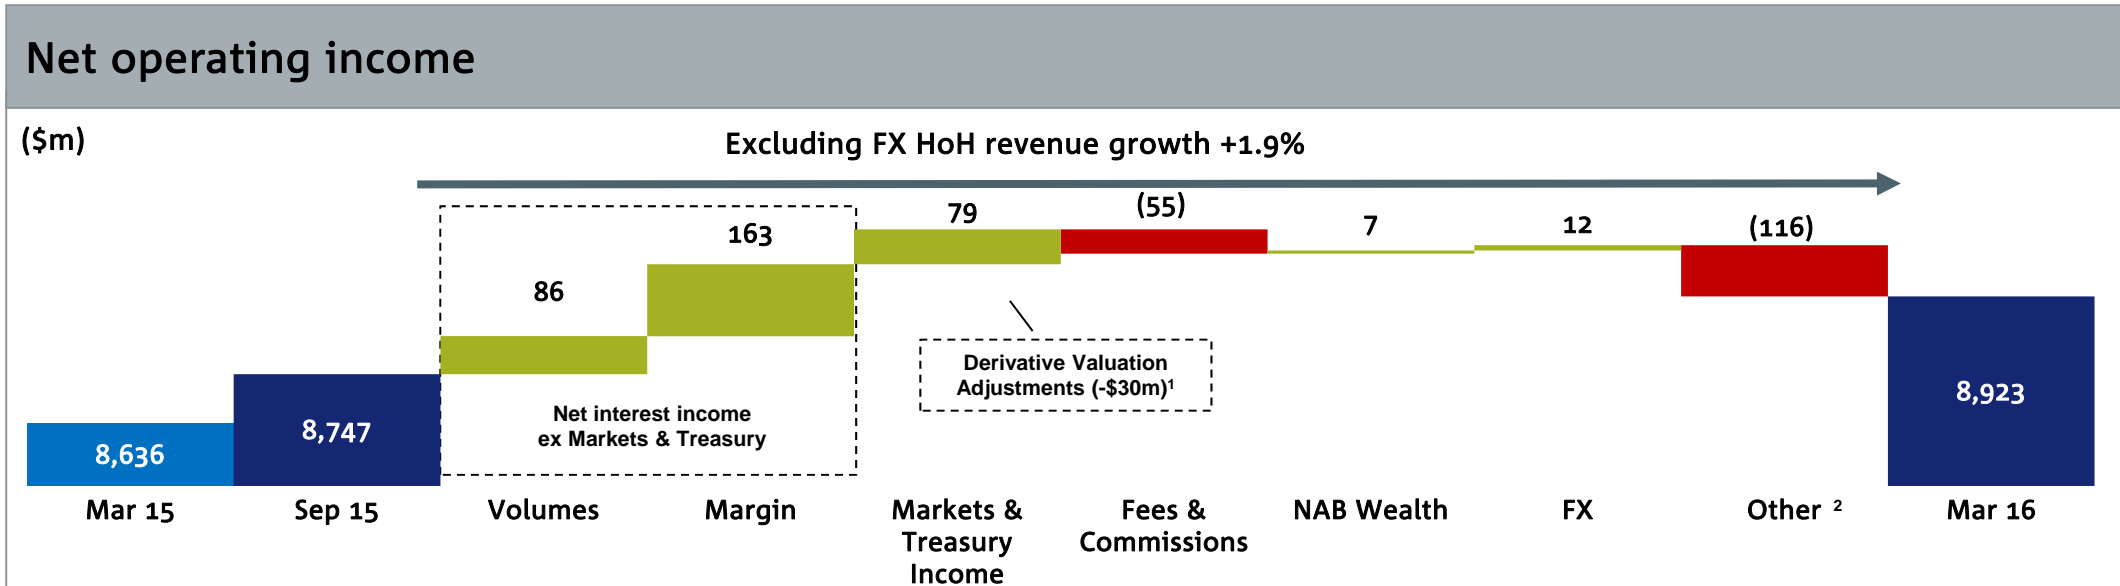 Net operating income
($m)
Excluding FX HoH revenue growth +1.9%
86
163
79
(55)
7
12
(116)
Derivative Valuation
Adjustments (-$30m)¹
Net interest income
ex Markets & Treasury
8,636
8,747
8,923
Mar 15
Sep 15
Volumes
Margin
Markets &
Treasury
Income
Fees &
Commissions
NAB Wealth
FX
Other ²
Mar 16